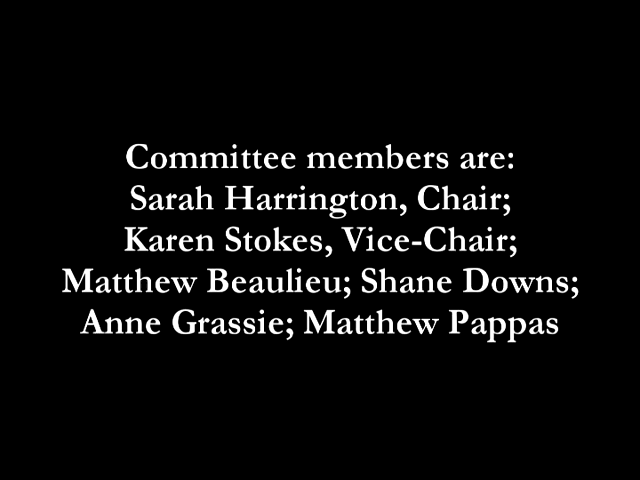 Committee members are:
Sarah Harrington, Chair;
Karen Stokes, Vice-Chair;
Matthew Beaulieu; Shane Downs;
Anne Grassie; Matthew Pappas